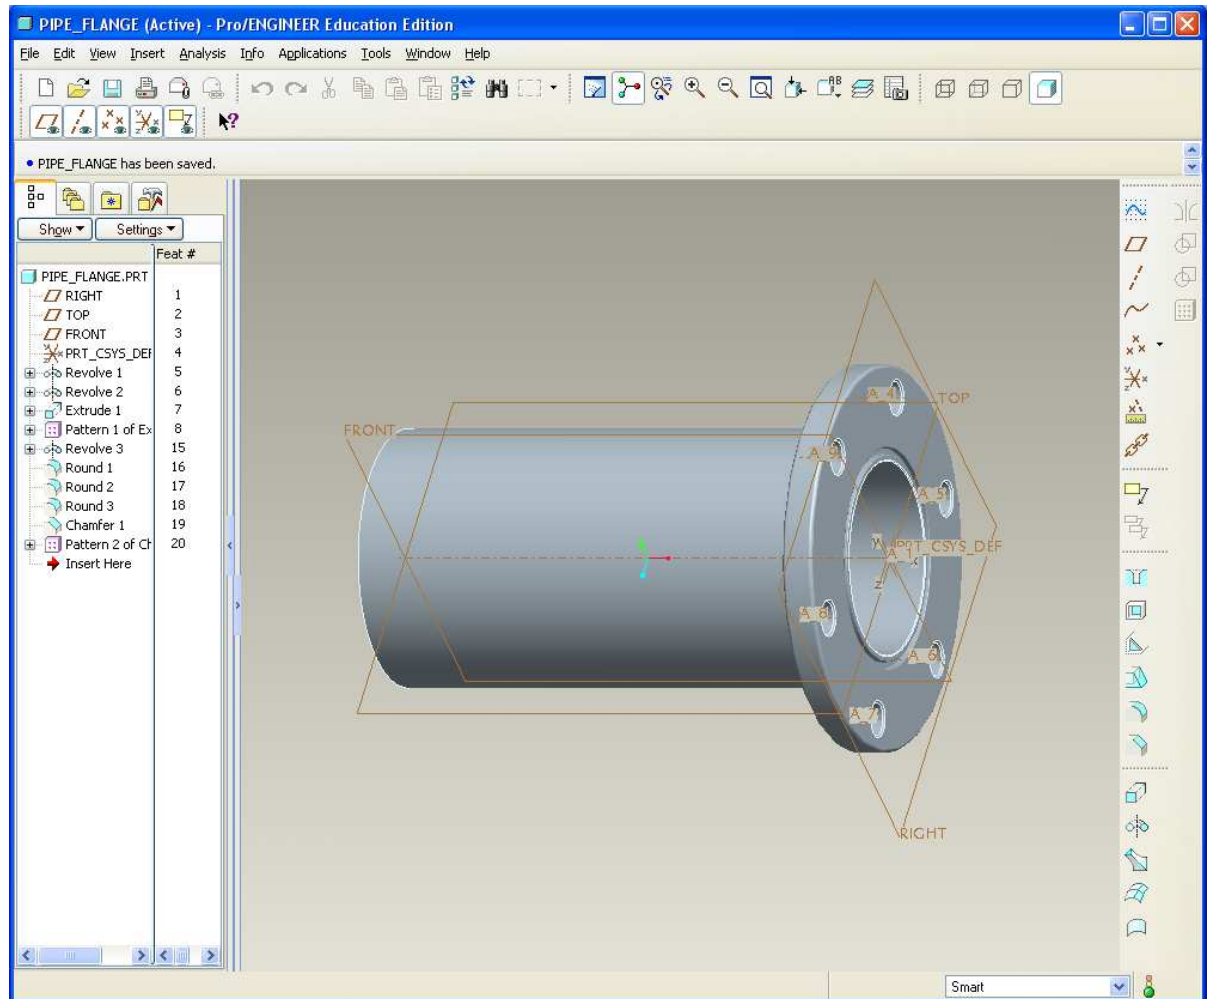 PIPE_FLANGE (Active) - Pro/ENGINEER Education Edition
File Edit View Insert Analysis Info Applications Tools Window Help
PIPE_FLANGE has been saved.
Show Settings
Feat #
PIPE_FLANGE.PRT
RIGHT 1
TOP 2
FRONT 3
PRT_CSYS_DEF 4
Revolve 1 5
Revolve 2 6
Extrude 1 7
Pattern 1 of Ex 8
Revolve 3 15
Round 1 16
Round 2 17
Round 3 18
Chamfer 1 19
Pattern 2 of Ch 20
Insert Here
A_4
TOP
FRONT
A_9
A_5
PRT_CSYS_DEF
A_1
y
x
z
A_8
A_6
A_7
RIGHT
Smart